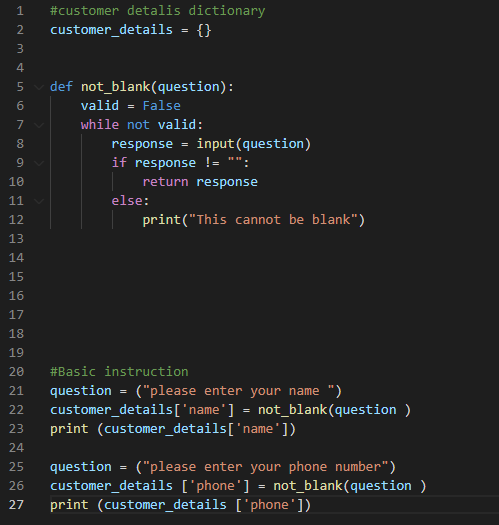 1 #customer detalis dictionary
2 customer_details = {}
3
4
5 def not_blank(question):
6     valid = False
7     while not valid:
8         response = input(question)
9         if response != "":
10             return response
11         else:
12             print("This cannot be blank")
13
14
15
16
17
18
19
20 #Basic instruction
21 question = ("please enter your name ")
22 customer_details['name'] = not_blank(question )
23 print (customer_details['name'])
24
25 question = ("please enter your phone number")
26 customer_details ['phone'] = not_blank(question )
27 print (customer_details ['phone'])